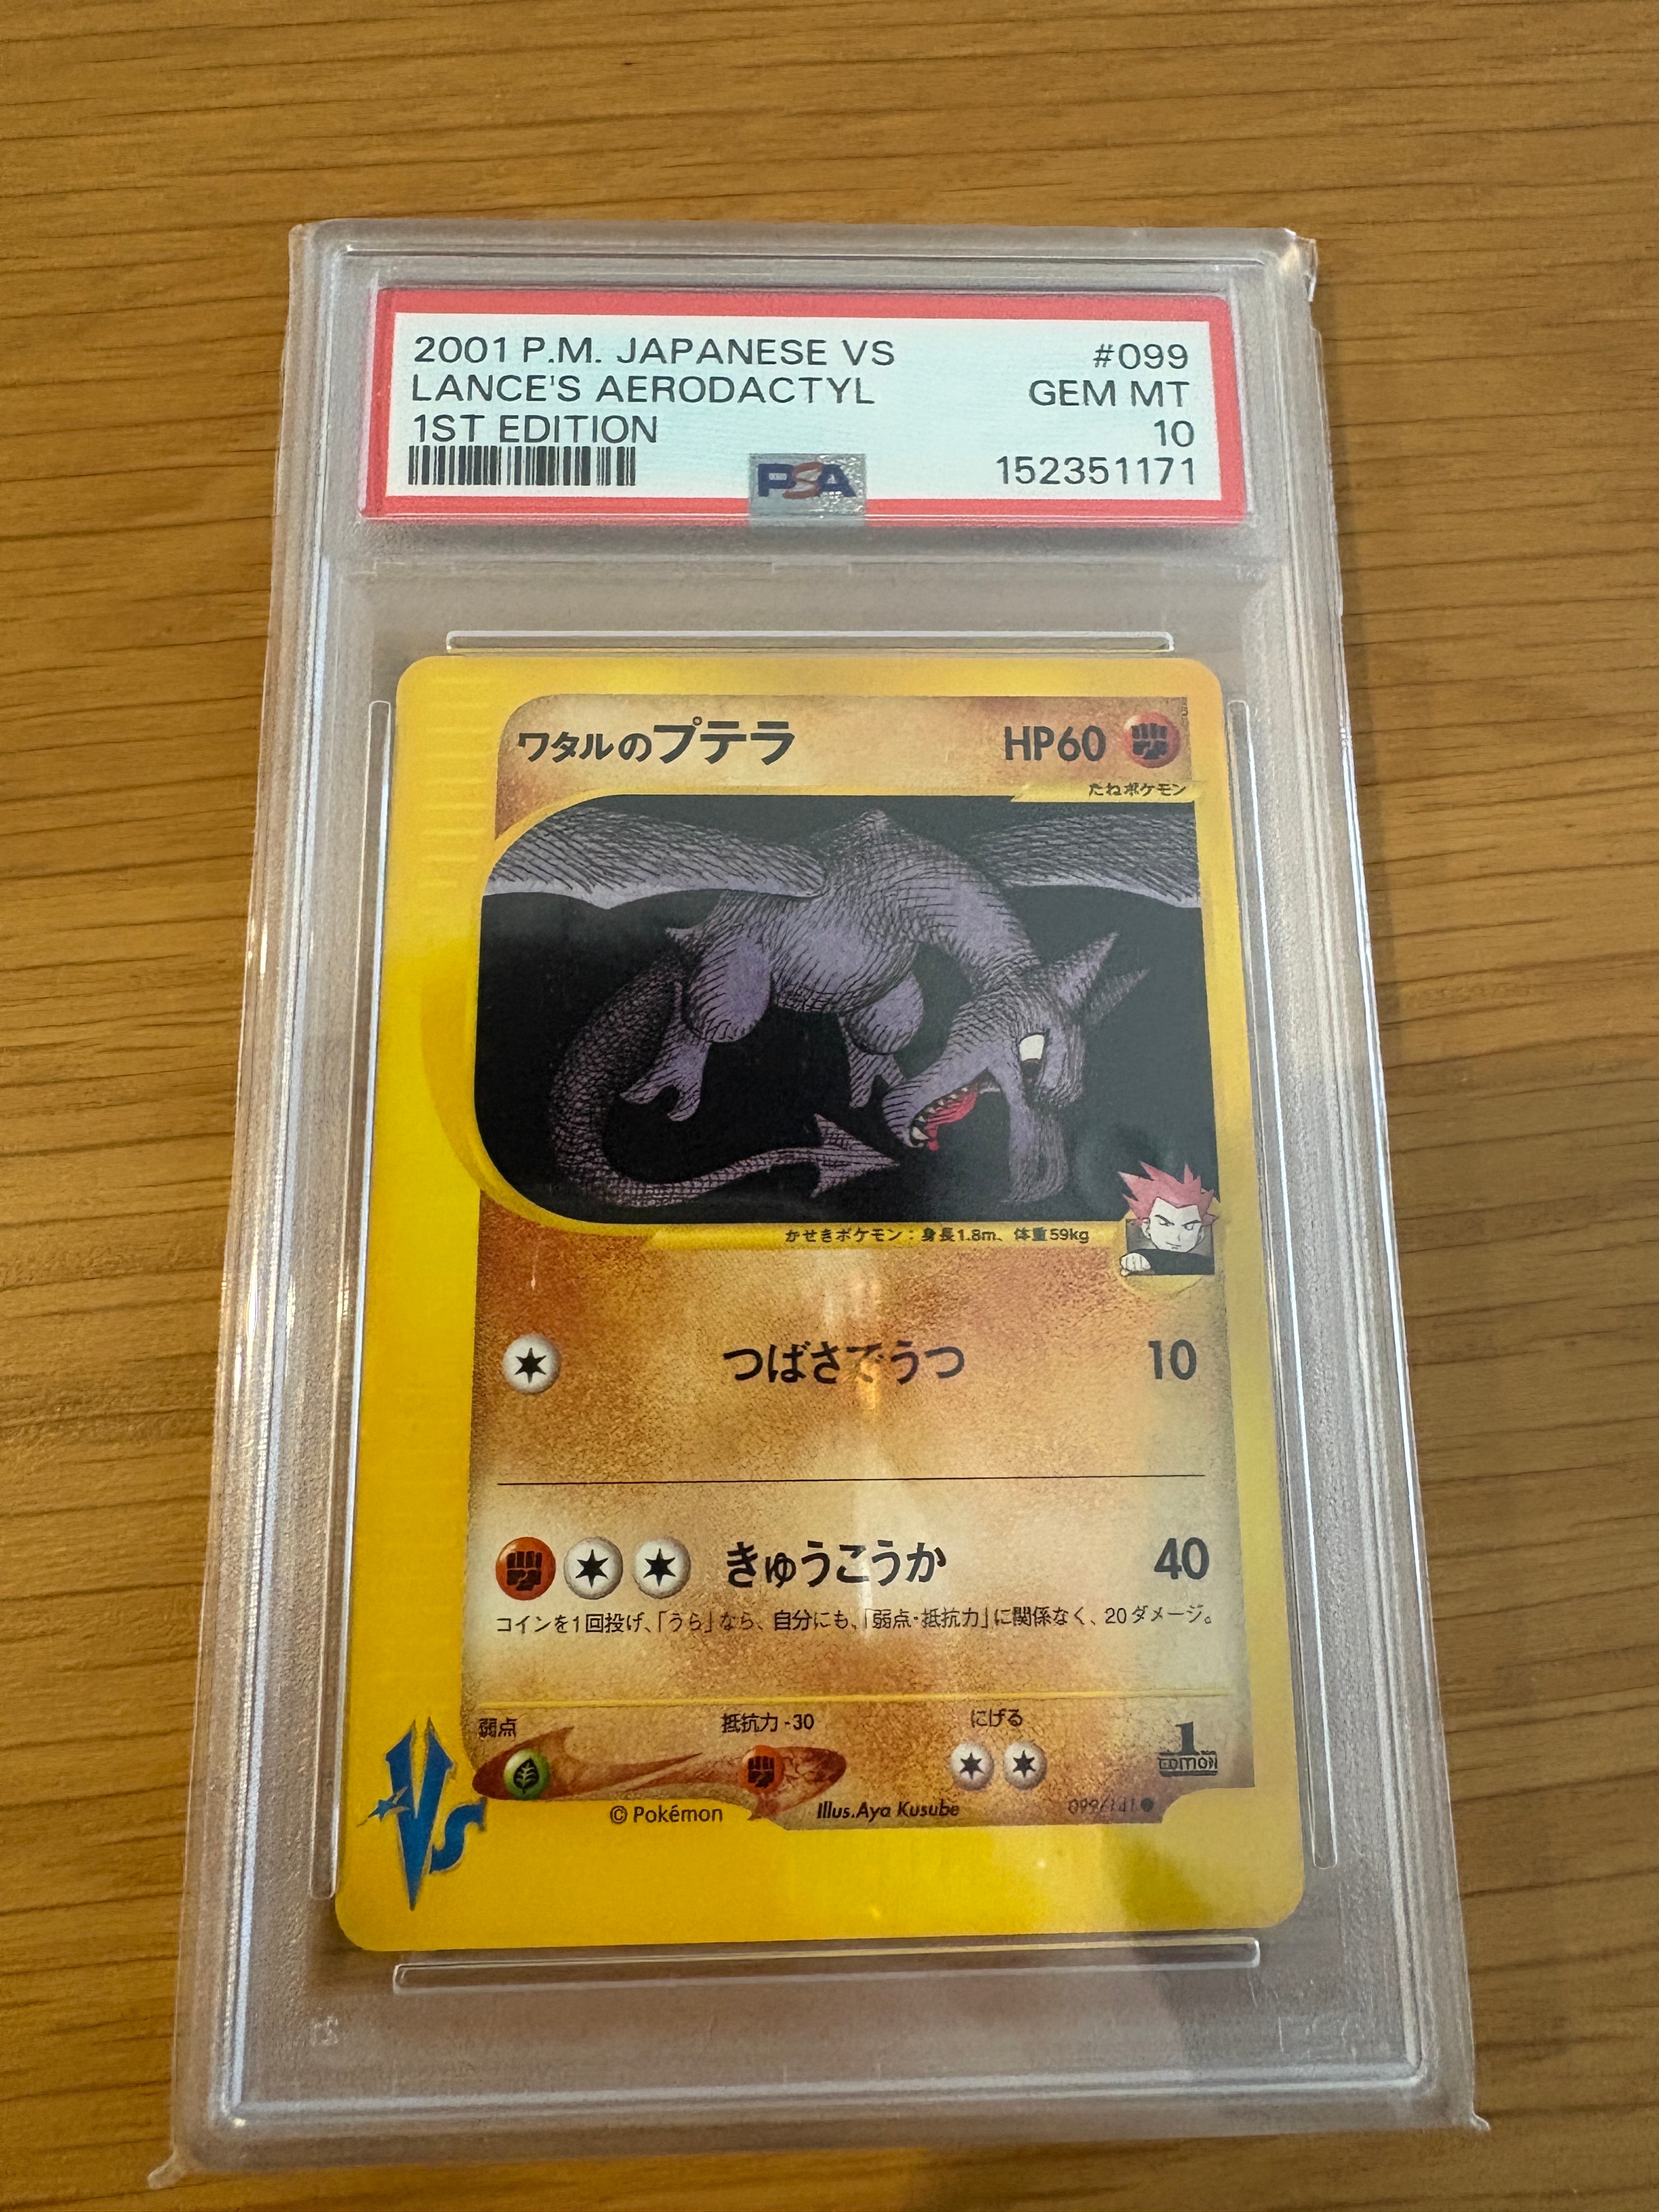 2001 P.M. JAPANESE VS #099
LANCE'S AERODACTYL GEM MT
1ST EDITION 10
PSA 152351171
ワタルのプテラ HP60
たねポケモン
かせきポケモン：身長1.8m、体重59kg
つばさでうつ 10
きゅうこうか 40
コインを1回投げ、「うら」なら、自分にも、「弱点・抵抗力」に関係なく、20ダメージ。
弱点 抵抗力-30 にげる
1 EDITION
VS
©Pokémon Illus.Aya Kusube 099/141●